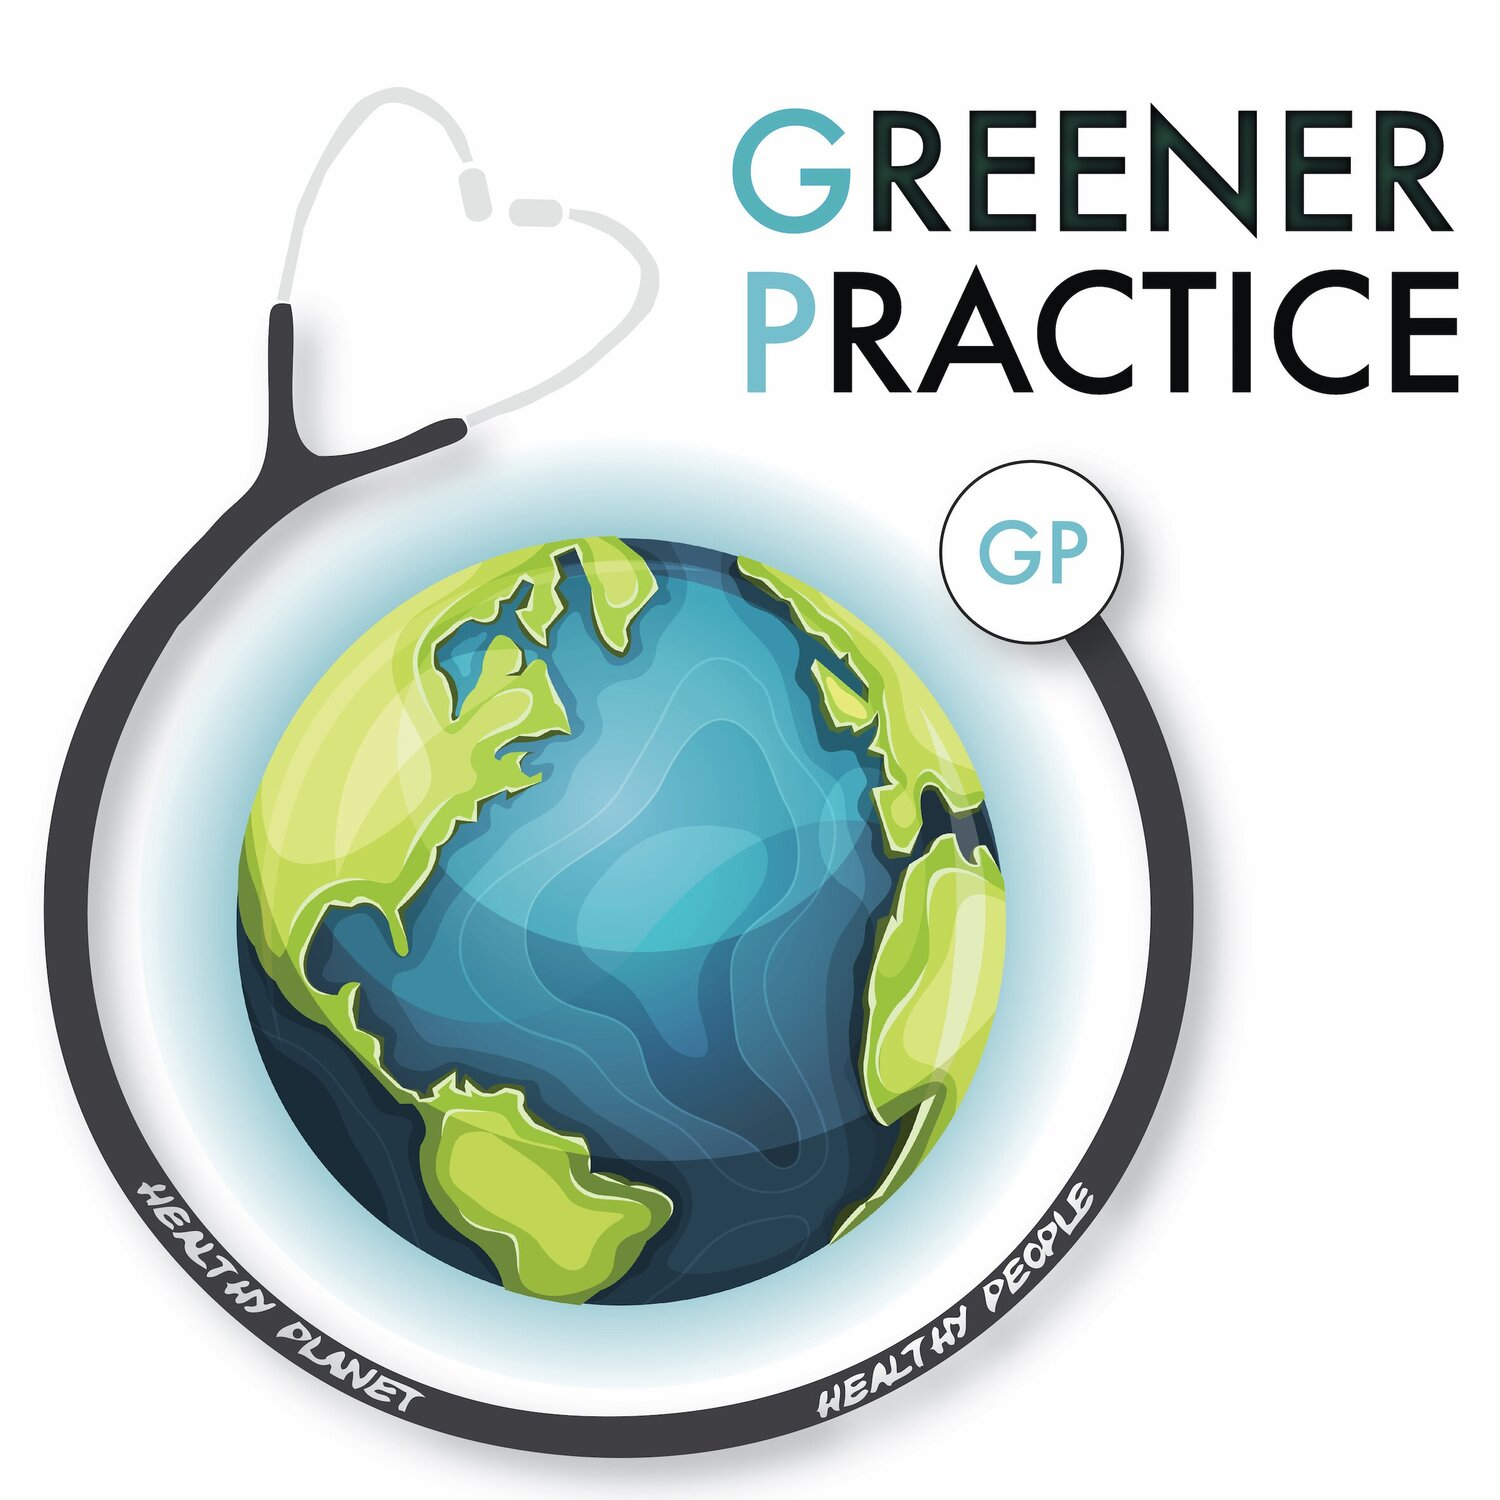 GREENER
PRACTICE
GP
HEALTHY PLANET
HEALTHY PEOPLE